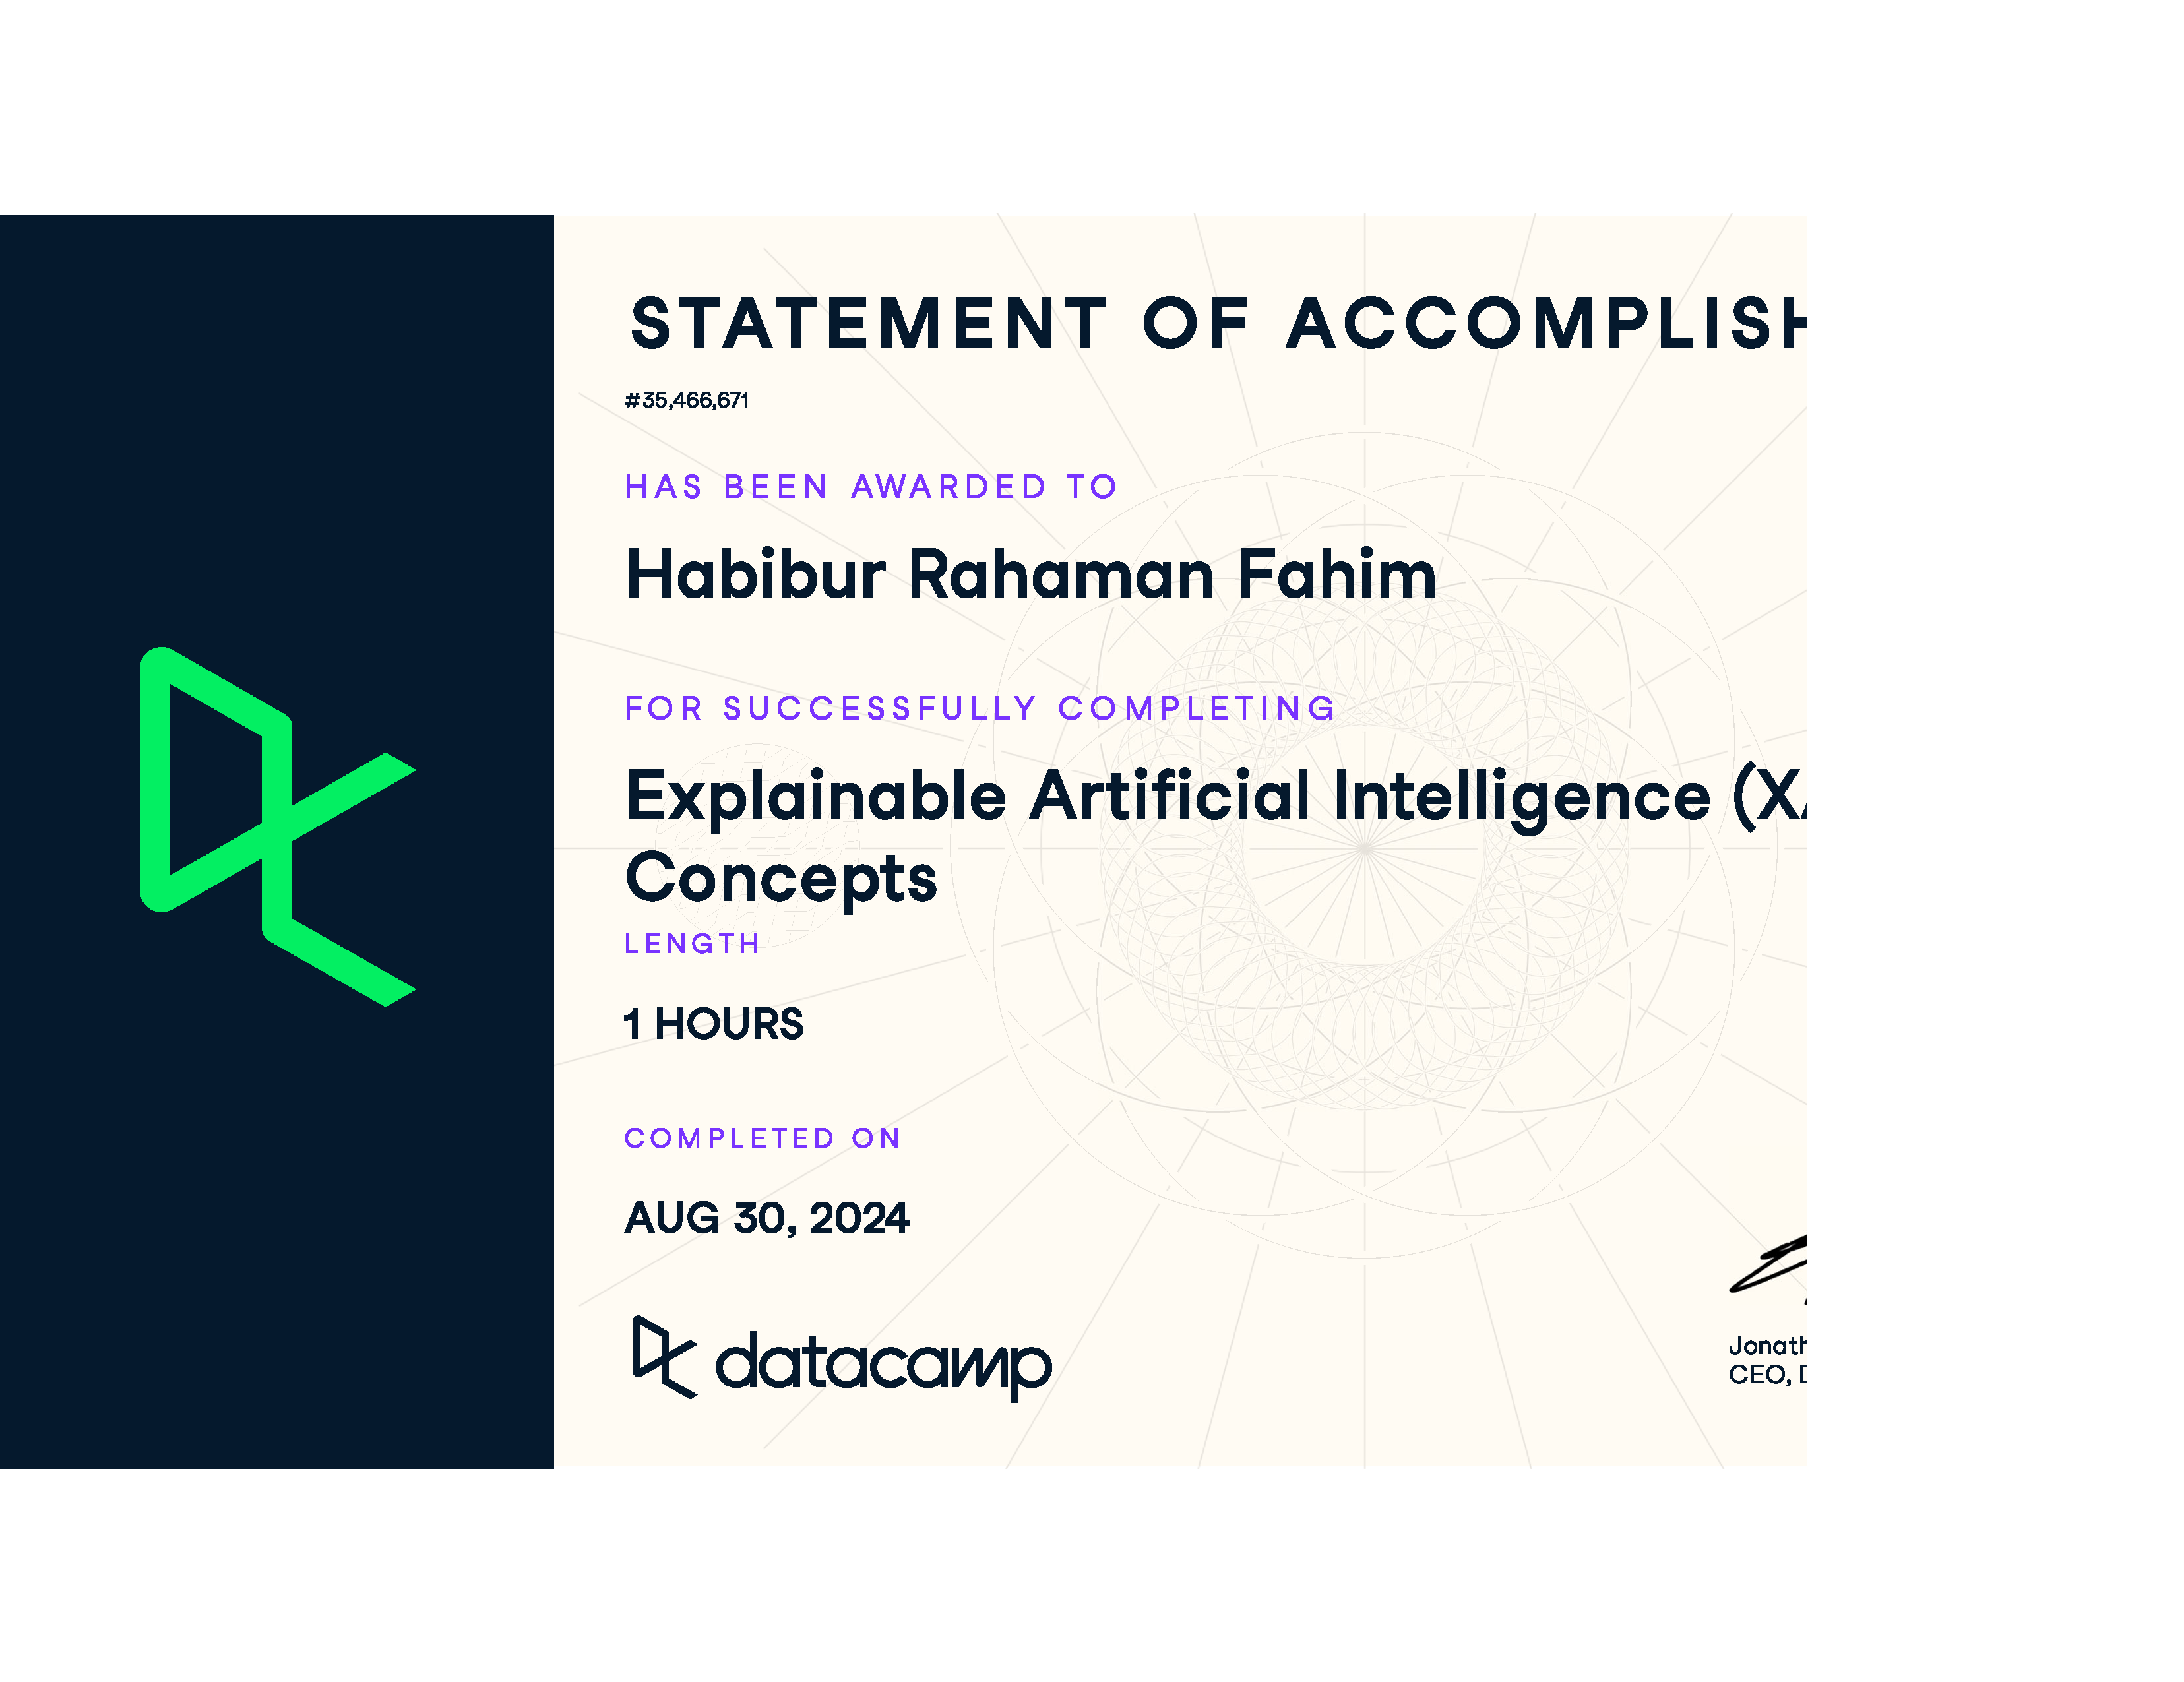 STATEMENT OF ACCOMPLISH
#35,466,671
HAS BEEN AWARDED TO
Habibur Rahaman Fahim
FOR SUCCESSFULLY COMPLETING
Explainable Artificial Intelligence (XA
Concepts
LENGTH
1 HOURS
COMPLETED ON
AUG 30, 2024
datacamp
Jonath
CEO, D